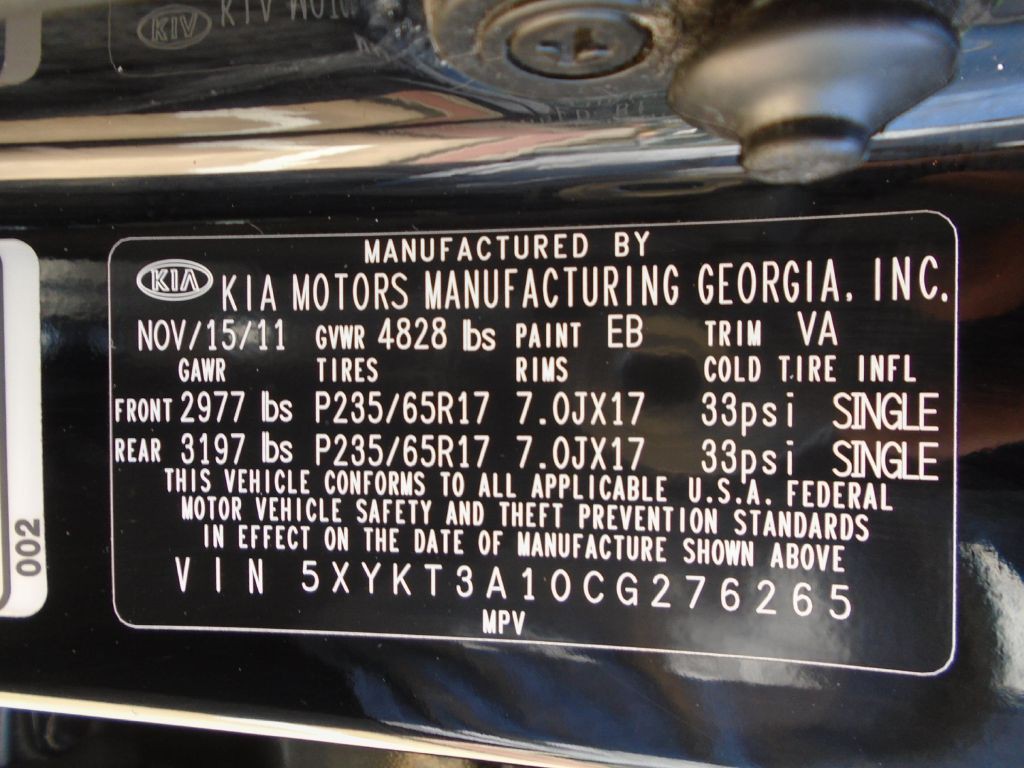 MANUFACTURED BY
KIA KIA MOTORS MANUFACTURING GEORGIA, INC.
NOV/15/11 GVWR 4828 lbs PAINT EB TRIM VA
GAWR TIRES RIMS COLD TIRE INFL
FRONT 2977 lbs P235/65R17 7.0JX17 33psi SINGLE
REAR 3197 lbs P235/65R17 7.0JX17 33psi SINGLE
THIS VEHICLE CONFORMS TO ALL APPLICABLE U.S.A. FEDERAL
MOTOR VEHICLE SAFETY AND THEFT PREVENTION STANDARDS
IN EFFECT ON THE DATE OF MANUFACTURE SHOWN ABOVE
VIN 5XYKT3A10CG276265
MPV
002